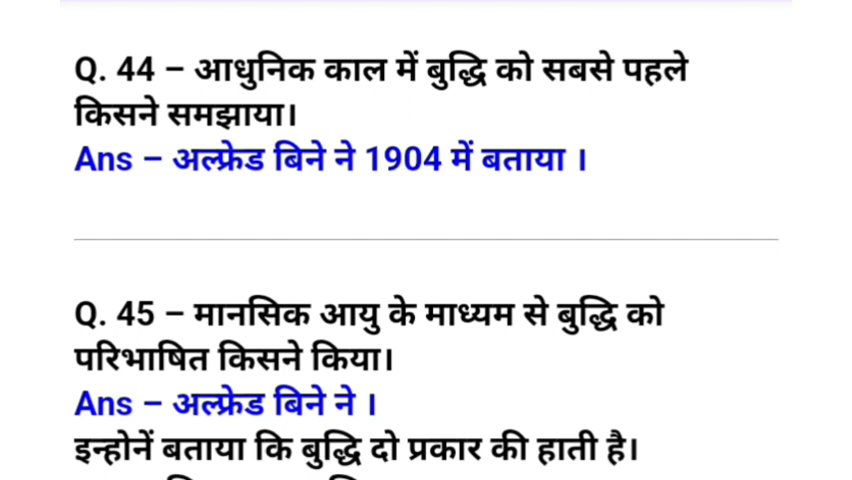 Q. 44 – आधुनिक काल में बुद्धि को सबसे पहले
किसने समझाया।
Ans – अल्फ्रेड बिने ने 1904 में बताया ।
Q. 45 – मानसिक आयु के माध्यम से बुद्धि को
परिभाषित किसने किया।
Ans – अल्फ्रेड बिने ने ।
इन्होनें बताया कि बुद्धि दो प्रकार की हाती है।